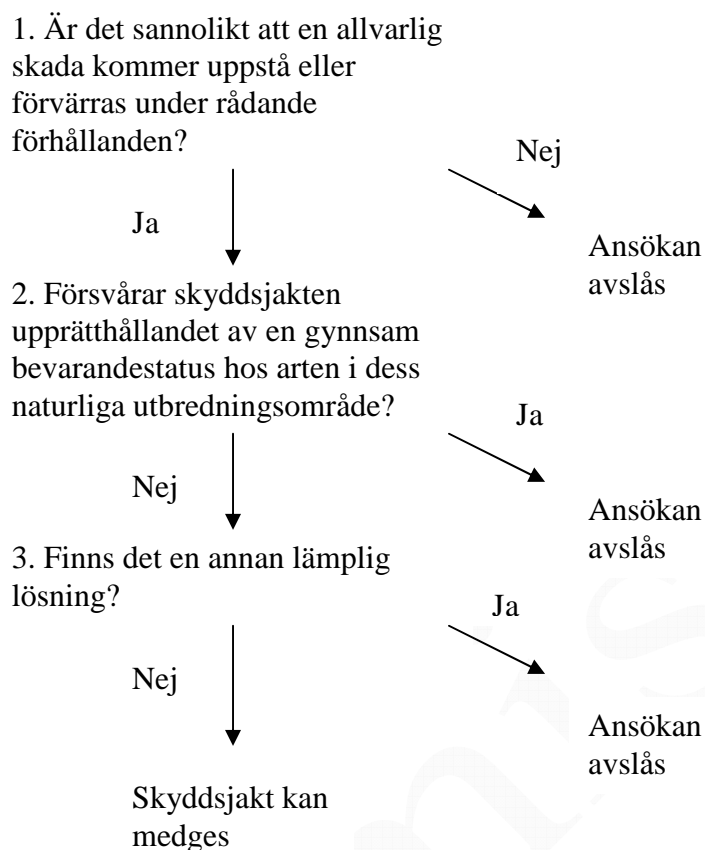 1. Är det sannolikt att en allvarlig
skada kommer uppstå eller
förvärras under rådande
förhållanden?
Nej
Ja
Ansökan
avslås
2. Försvårar skyddsjakten
upprätthållandet av en gynnsam
bevarandestatus hos arten i dess
naturliga utbredningsområde?
Ja
Nej
Ansökan
avslås
3. Finns det en annan lämplig
lösning?
Ja
Nej
Ansökan
avslås
Skyddsjakt kan
medges